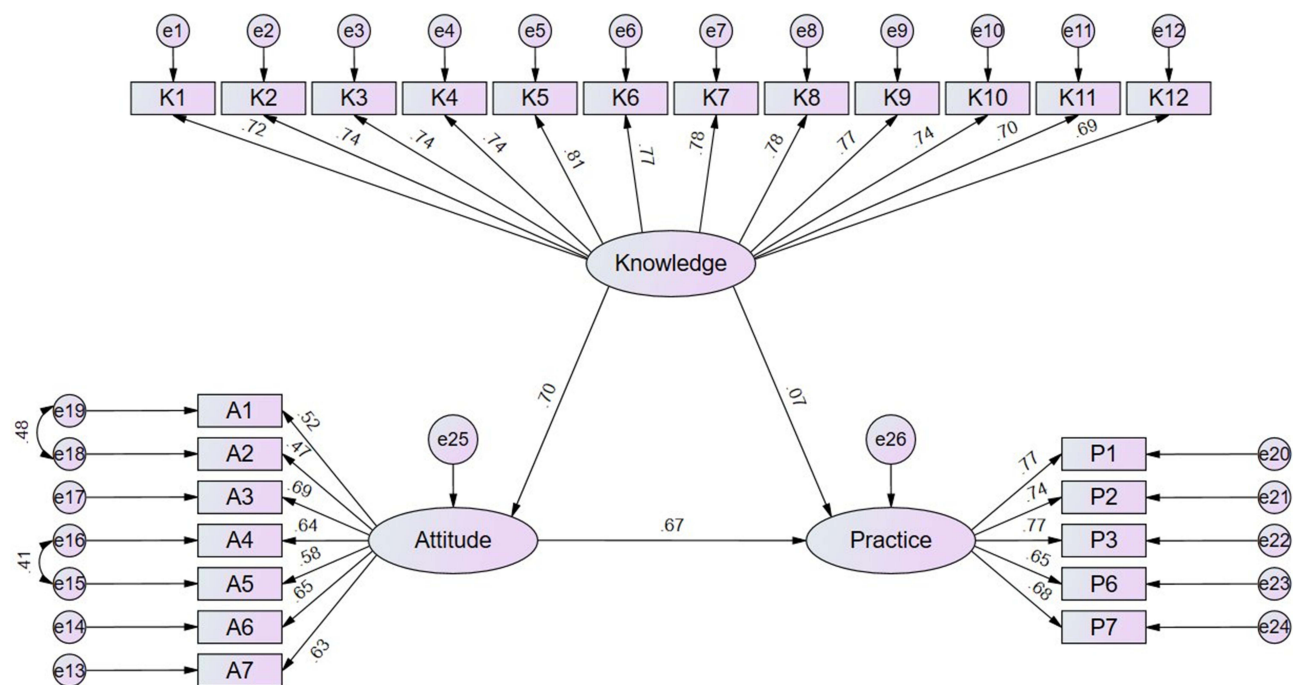 e1 e2 e3 e4 e5 e6 e7 e8 e9 e10 e11 e12
K1 K2 K3 K4 K5 K6 K7 K8 K9 K10 K11 K12
.72 .74 .74 .74 .81 .77 .78 .78 .77 .74 .70 .69
Knowledge
.70 .07
e19 A1 .52
.48
e18 A2 .47
e17 A3 .69
e16 A4 .64
.41
e15 A5 .58
e14 A6 .65
e13 A7 .63
e25
Attitude
.67
e26
Practice
.77 P1 e20
.74 P2 e21
.77 P3 e22
.65 P6 e23
.68 P7 e24